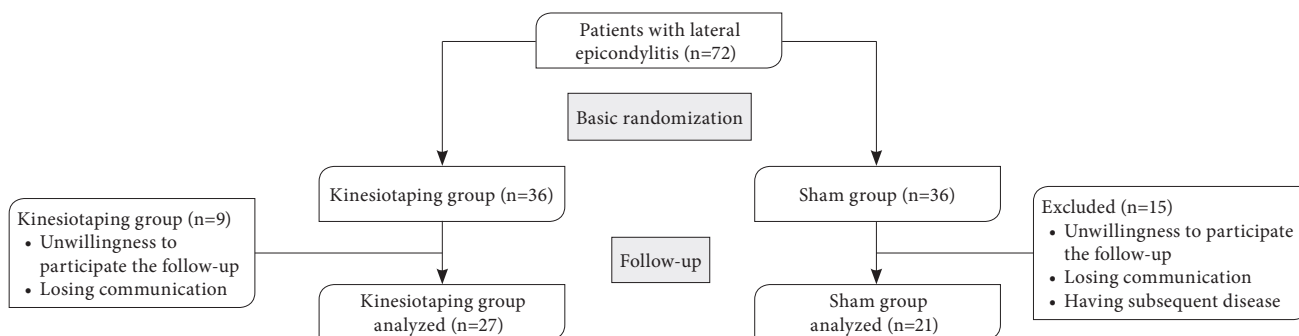 Patients with lateral
epicondylitis (n=72)
Basic randomization
Kinesiotaping group (n=36)
Sham group (n=36)
Kinesiotaping group (n=9)
• Unwillingness to
participate the follow-up
• Losing communication
Excluded (n=15)
• Unwillingness to participate
the follow-up
• Losing communication
• Having subsequent disease
Follow-up
Kinesiotaping group
analyzed (n=27)
Sham group
analyzed (n=21)